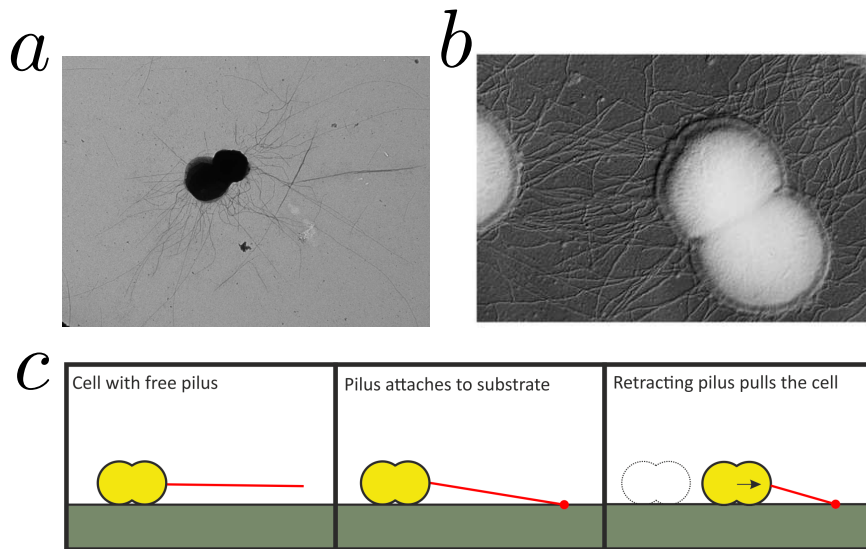 a
b
c
Cell with free pilus
Pilus attaches to substrate
Retracting pilus pulls the cell